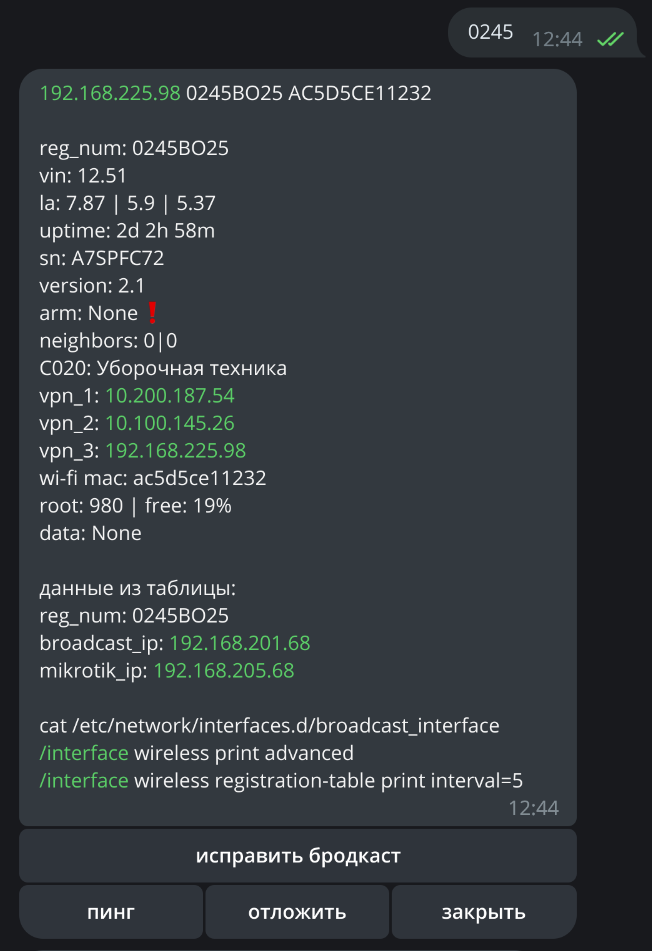 0245
12:44
192.168.225.98 0245BO25 AC5D5CE11232
reg_num: 0245BO25
vin: 12.51
la: 7.87 | 5.9 | 5.37
uptime: 2d 2h 58m
sn: A7SPFC72
version: 2.1
arm: None❗
neighbors: 0|0
C020: Уборочная техника
vpn_1: 10.200.187.54
vpn_2: 10.100.145.26
vpn_3: 192.168.225.98
wi-fi mac: ac5d5ce11232
root: 980 | free: 19%
data: None
данные из таблицы:
reg_num: 0245BO25
broadcast_ip: 192.168.201.68
mikrotik_ip: 192.168.205.68
cat /etc/network/interfaces.d/broadcast_interface
/interface wireless print advanced
/interface wireless registration-table print interval=5
12:44
исправить бродкаст
пинг
отложить
закрыть